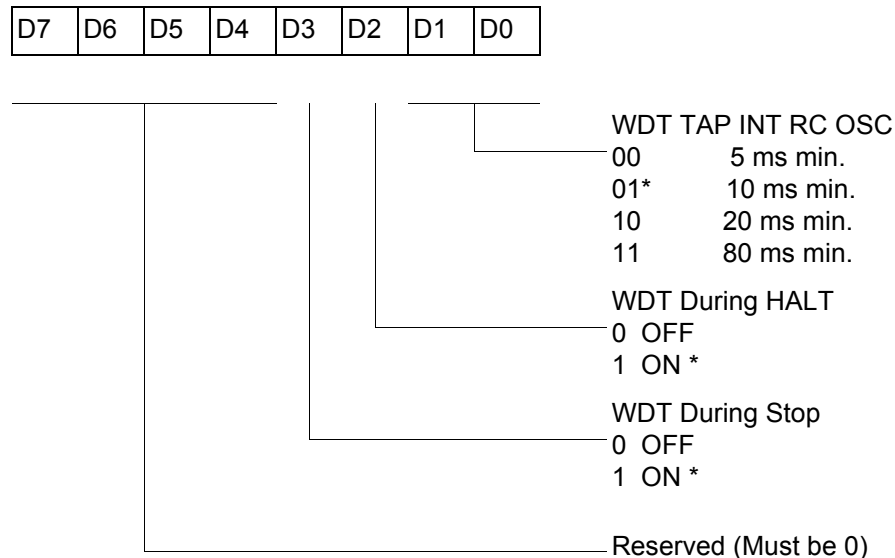 D7 D6 D5 D4 D3 D2 D1 D0
WDT TAP INT RC OSC
00 5 ms min.
01* 10 ms min.
10 20 ms min.
11 80 ms min.
WDT During HALT
0 OFF
1 ON *
WDT During Stop
0 OFF
1 ON *
Reserved (Must be 0)